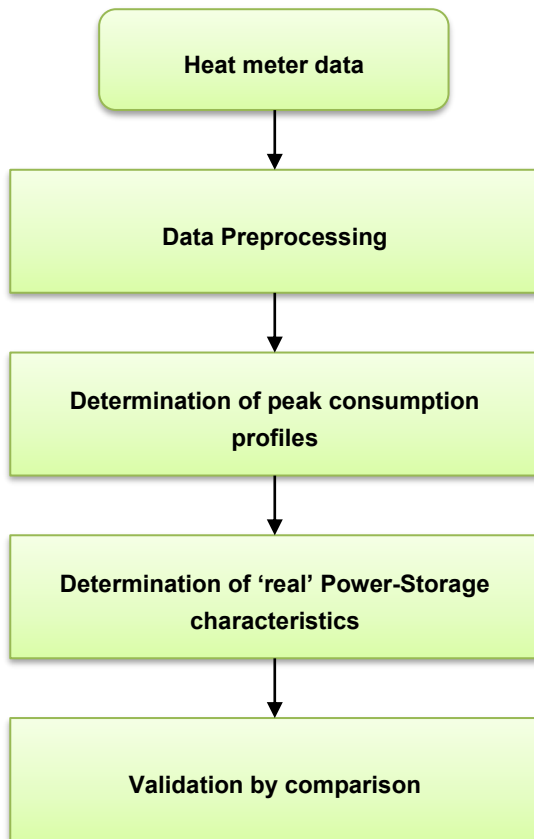 Heat meter data
Data Preprocessing
Determination of peak consumption
profiles
Determination of ‘real’ Power-Storage
characteristics
Validation by comparison